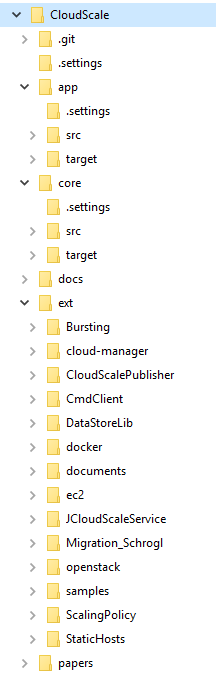 CloudScale
.git
.settings
app
.settings
src
target
core
.settings
src
target
docs
ext
Bursting
cloud-manager
CloudScalePublisher
CmdClient
DataStoreLib
docker
documents
ec2
JCloudScaleService
Migration_Schrogl
openstack
samples
ScalingPolicy
StaticHosts
papers